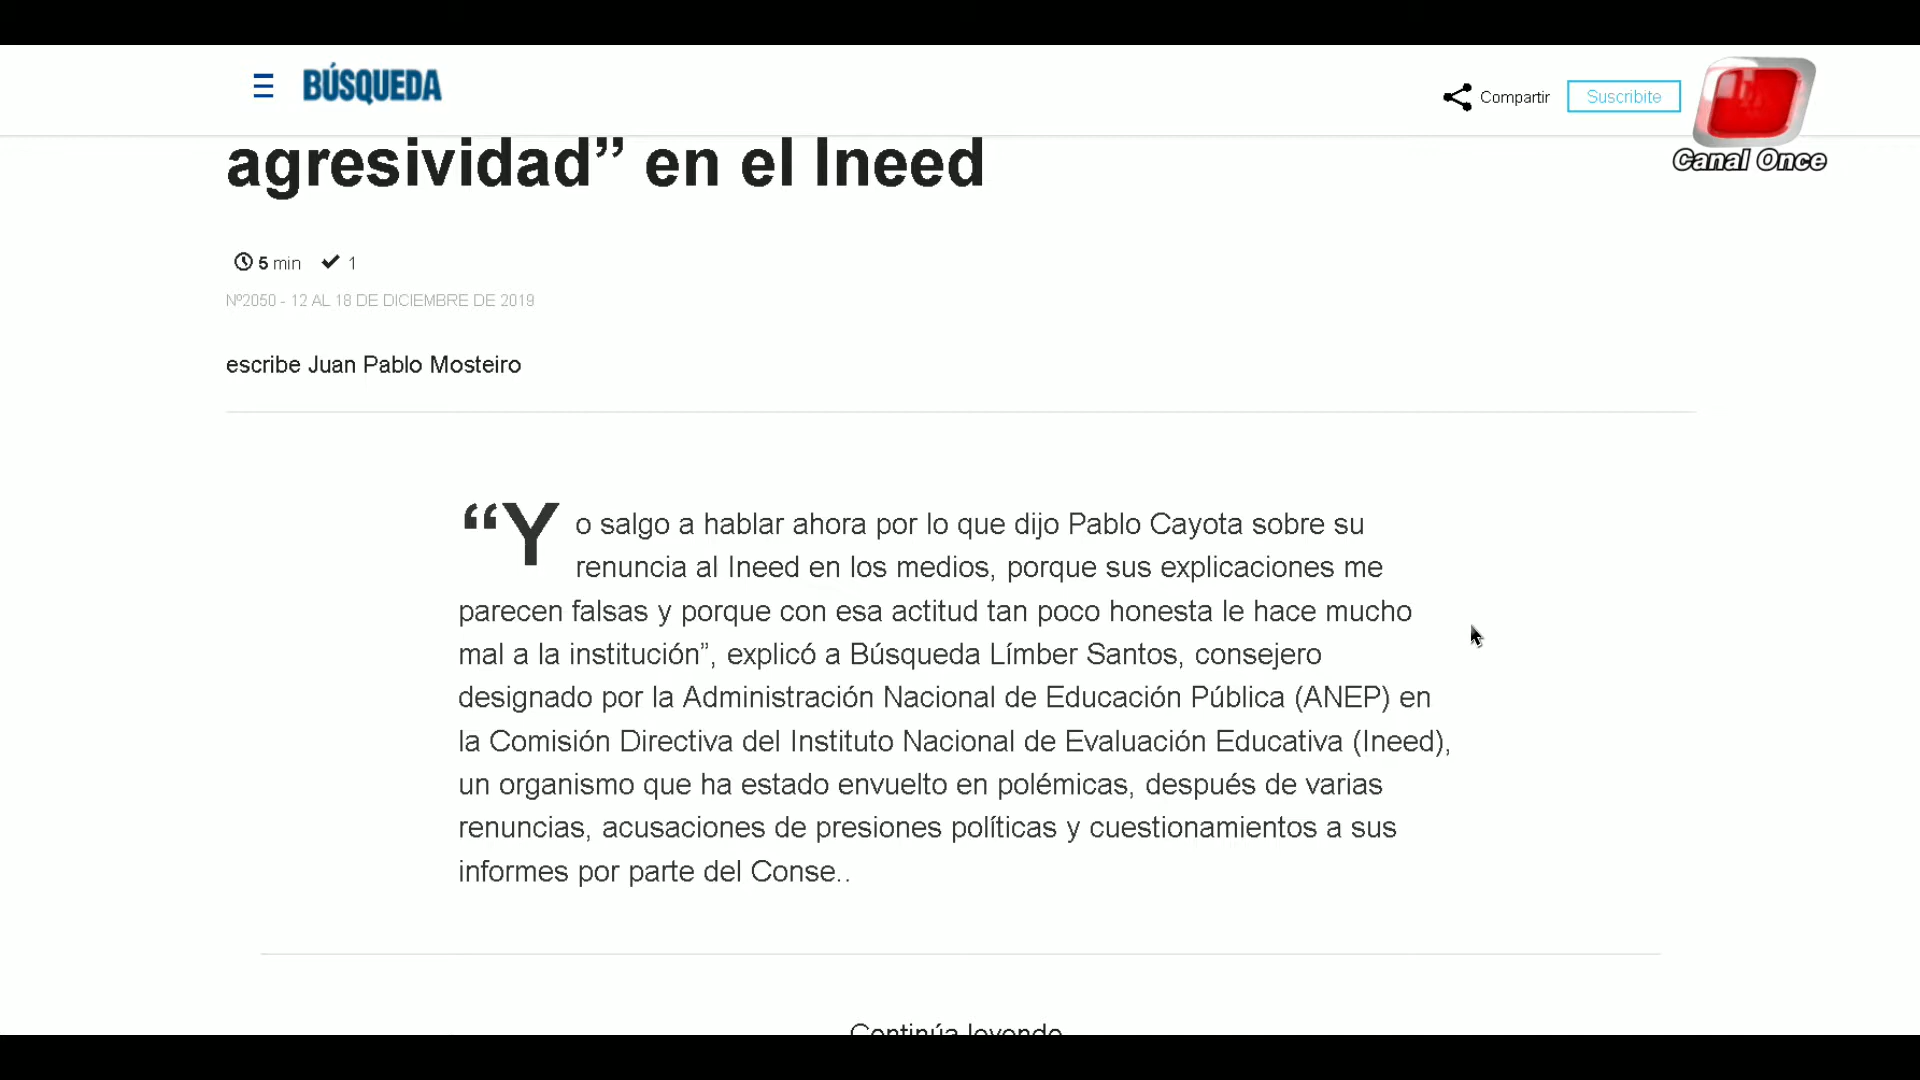 BÚSQUEDA
Compartir
Suscribite
Canal Once
agresividad” en el Ineed
5 min 1
Nº2050 - 12 AL 18 DE DICIEMBRE DE 2019
escribe Juan Pablo Mosteiro
“Yo salgo a hablar ahora por lo que dijo Pablo Cayota sobre su
renuncia al Ineed en los medios, porque sus explicaciones me
parecen falsas y porque con esa actitud tan poco honesta le hace mucho
mal a la institución”, explicó a Búsqueda Límber Santos, consejero
designado por la Administración Nacional de Educación Pública (ANEP) en
la Comisión Directiva del Instituto Nacional de Evaluación Educativa (Ineed),
un organismo que ha estado envuelto en polémicas, después de varias
renuncias, acusaciones de presiones políticas y cuestionamientos a sus
informes por parte del Conse..
Continúa leyendo